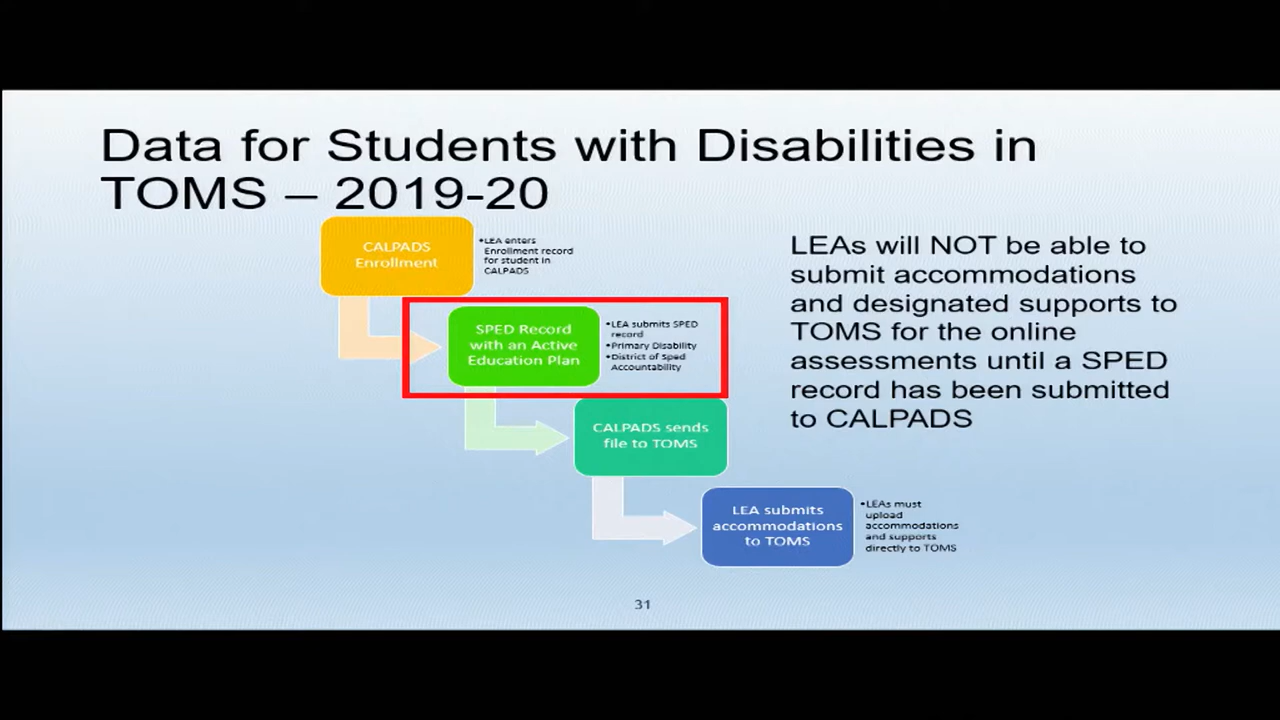 Data for Students with Disabilities in
TOMS – 2019-20
CALPADS
Enrollment
•LEA enters
Enrollment record
for student in
CALPADS
SPED Record
with an Active
Education Plan
•LEA submits SPED
record
•Primary Disability
•District of Sped
Accountability
CALPADS sends
file to TOMS
LEA submits
accommodations
to TOMS
•LEAs must
upload
accommodations
and supports
directly to TOMS
LEAs will NOT be able to
submit accommodations
and designated supports to
TOMS for the online
assessments until a SPED
record has been submitted
to CALPADS
31